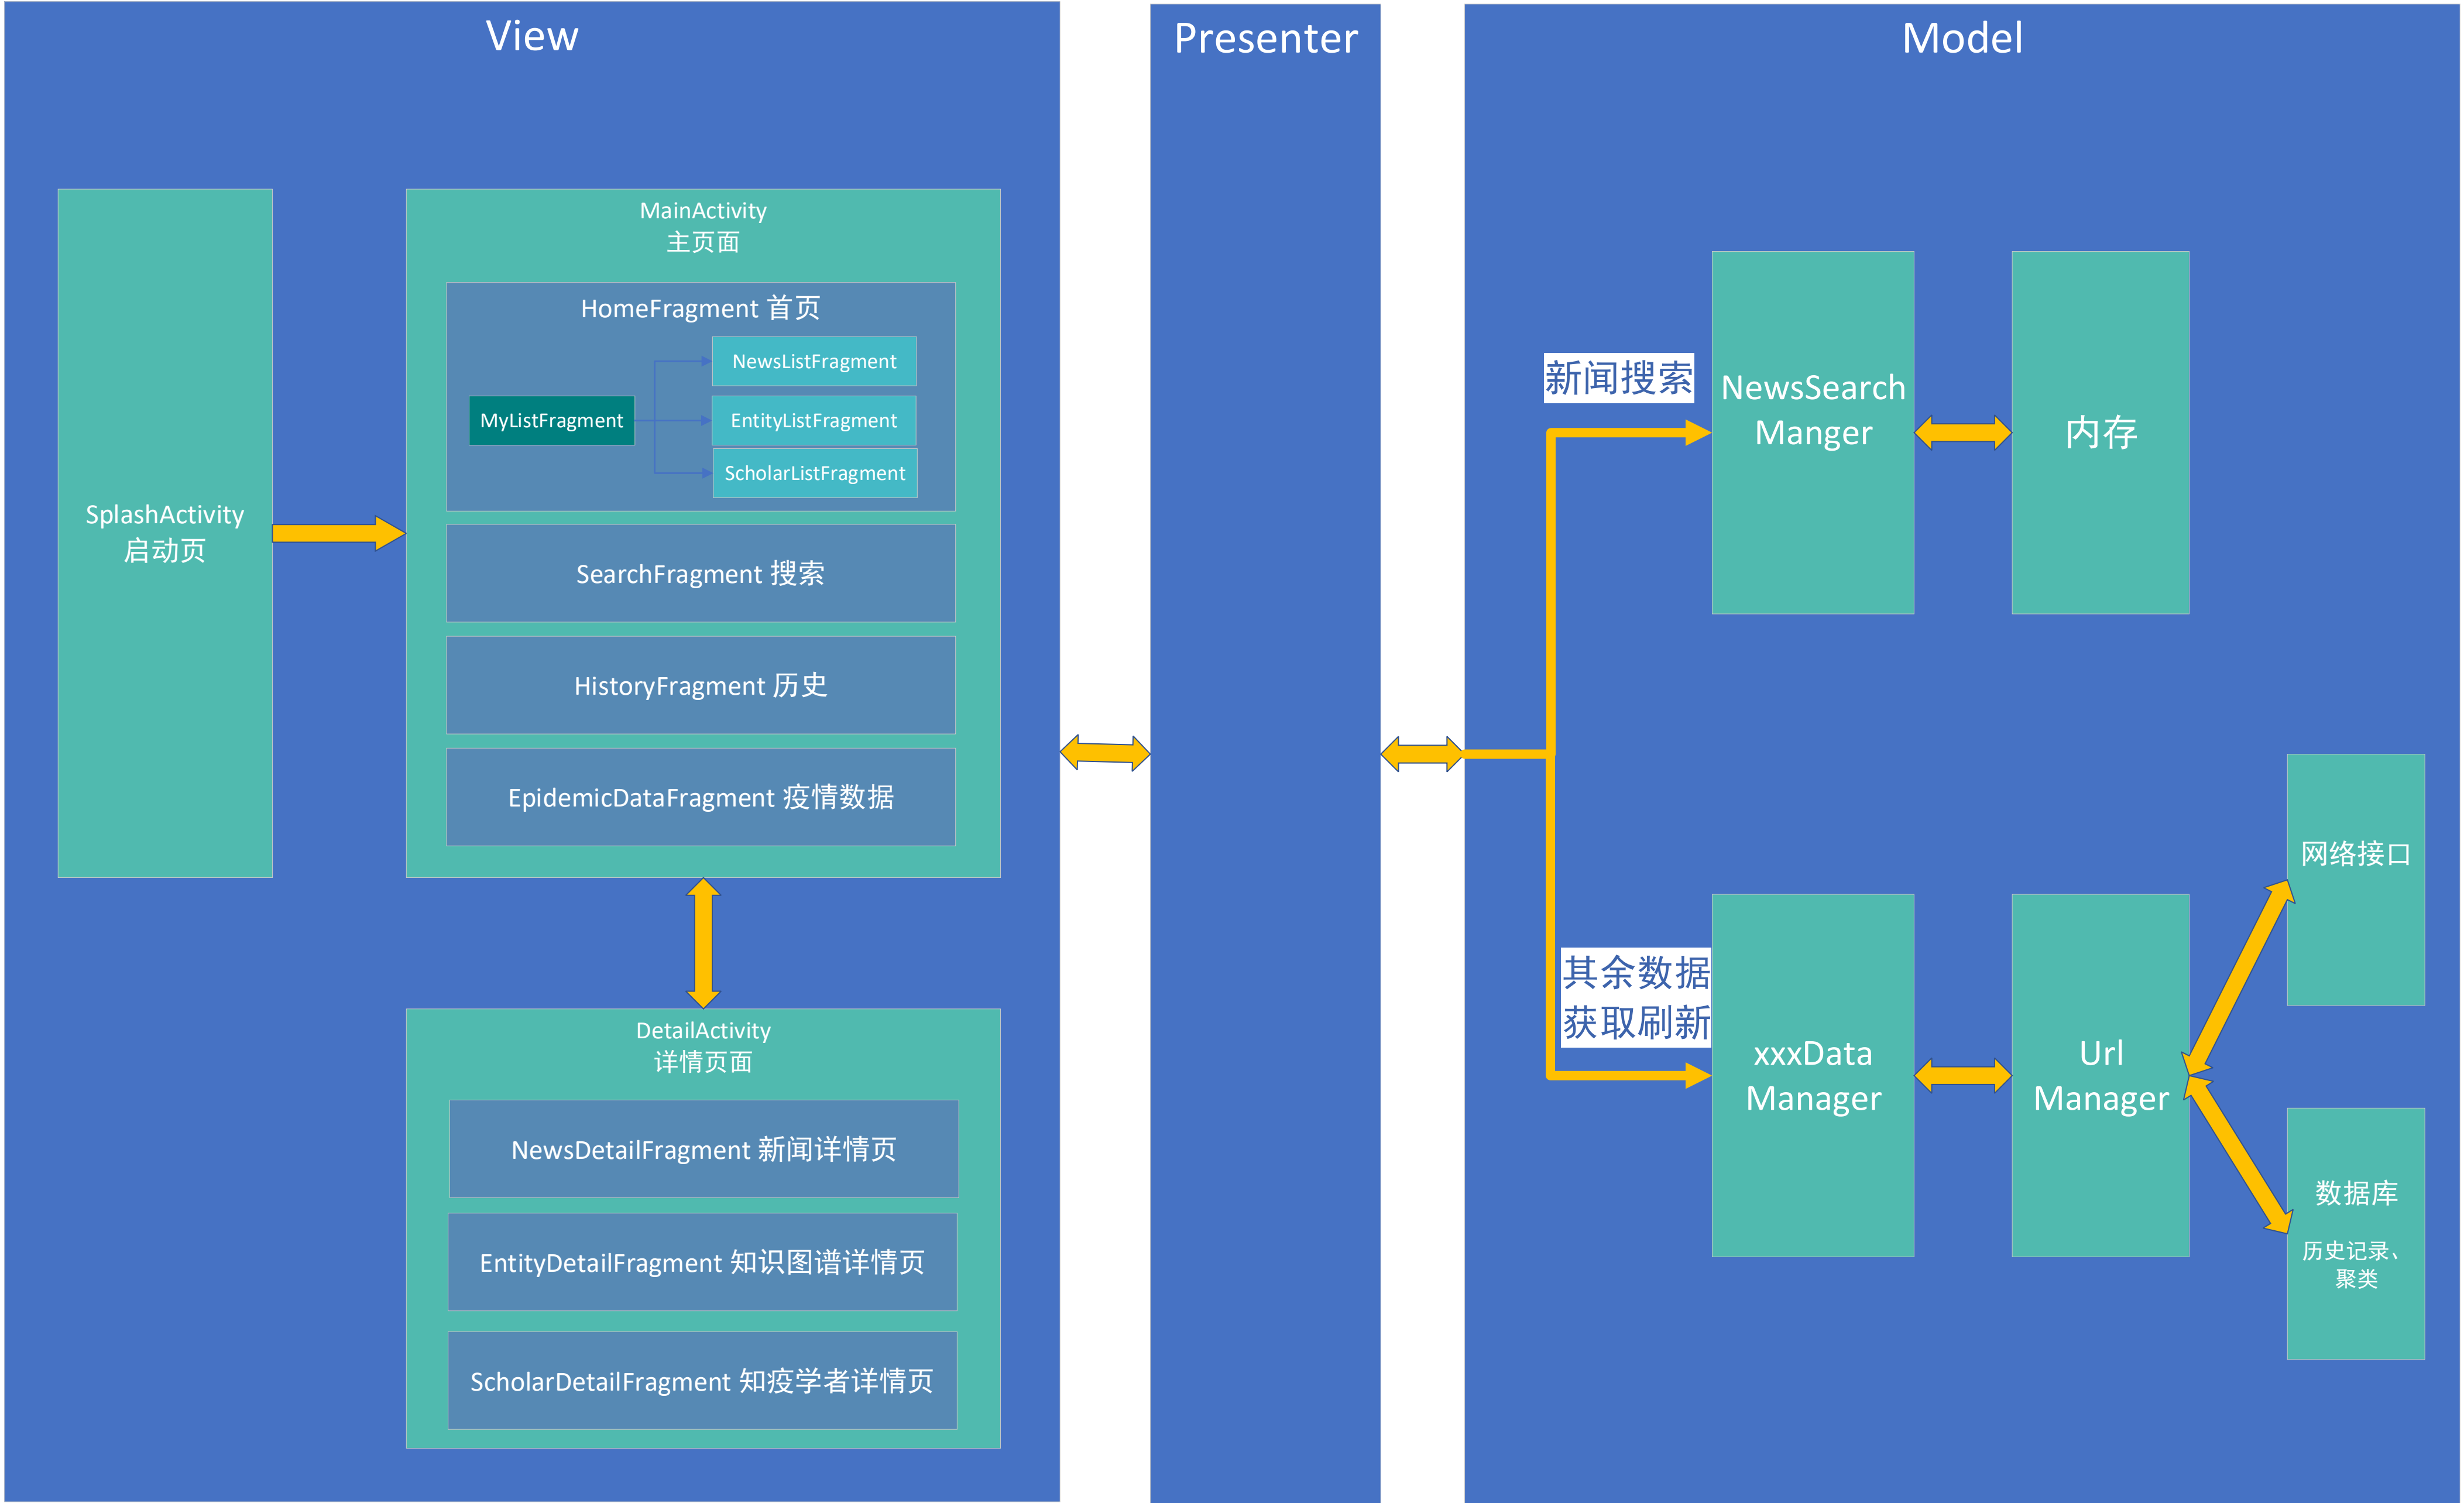 View
SplashActivity
启动页
MainActivity
主页面
HomeFragment 首页
MyListFragment
NewsListFragment
EntityListFragment
ScholarListFragment
SearchFragment 搜索
HistoryFragment 历史
EpidemicDataFragment 疫情数据
DetailActivity
详情页面
NewsDetailFragment 新闻详情页
EntityDetailFragment 知识图谱详情页
ScholarDetailFragment 知疫学者详情页
Presenter
Model
新闻搜索
NewsSearch
Manger
内存
其余数据
获取刷新
xxxData
Manager
Url
Manager
网络接口
数据库
历史记录、
聚类